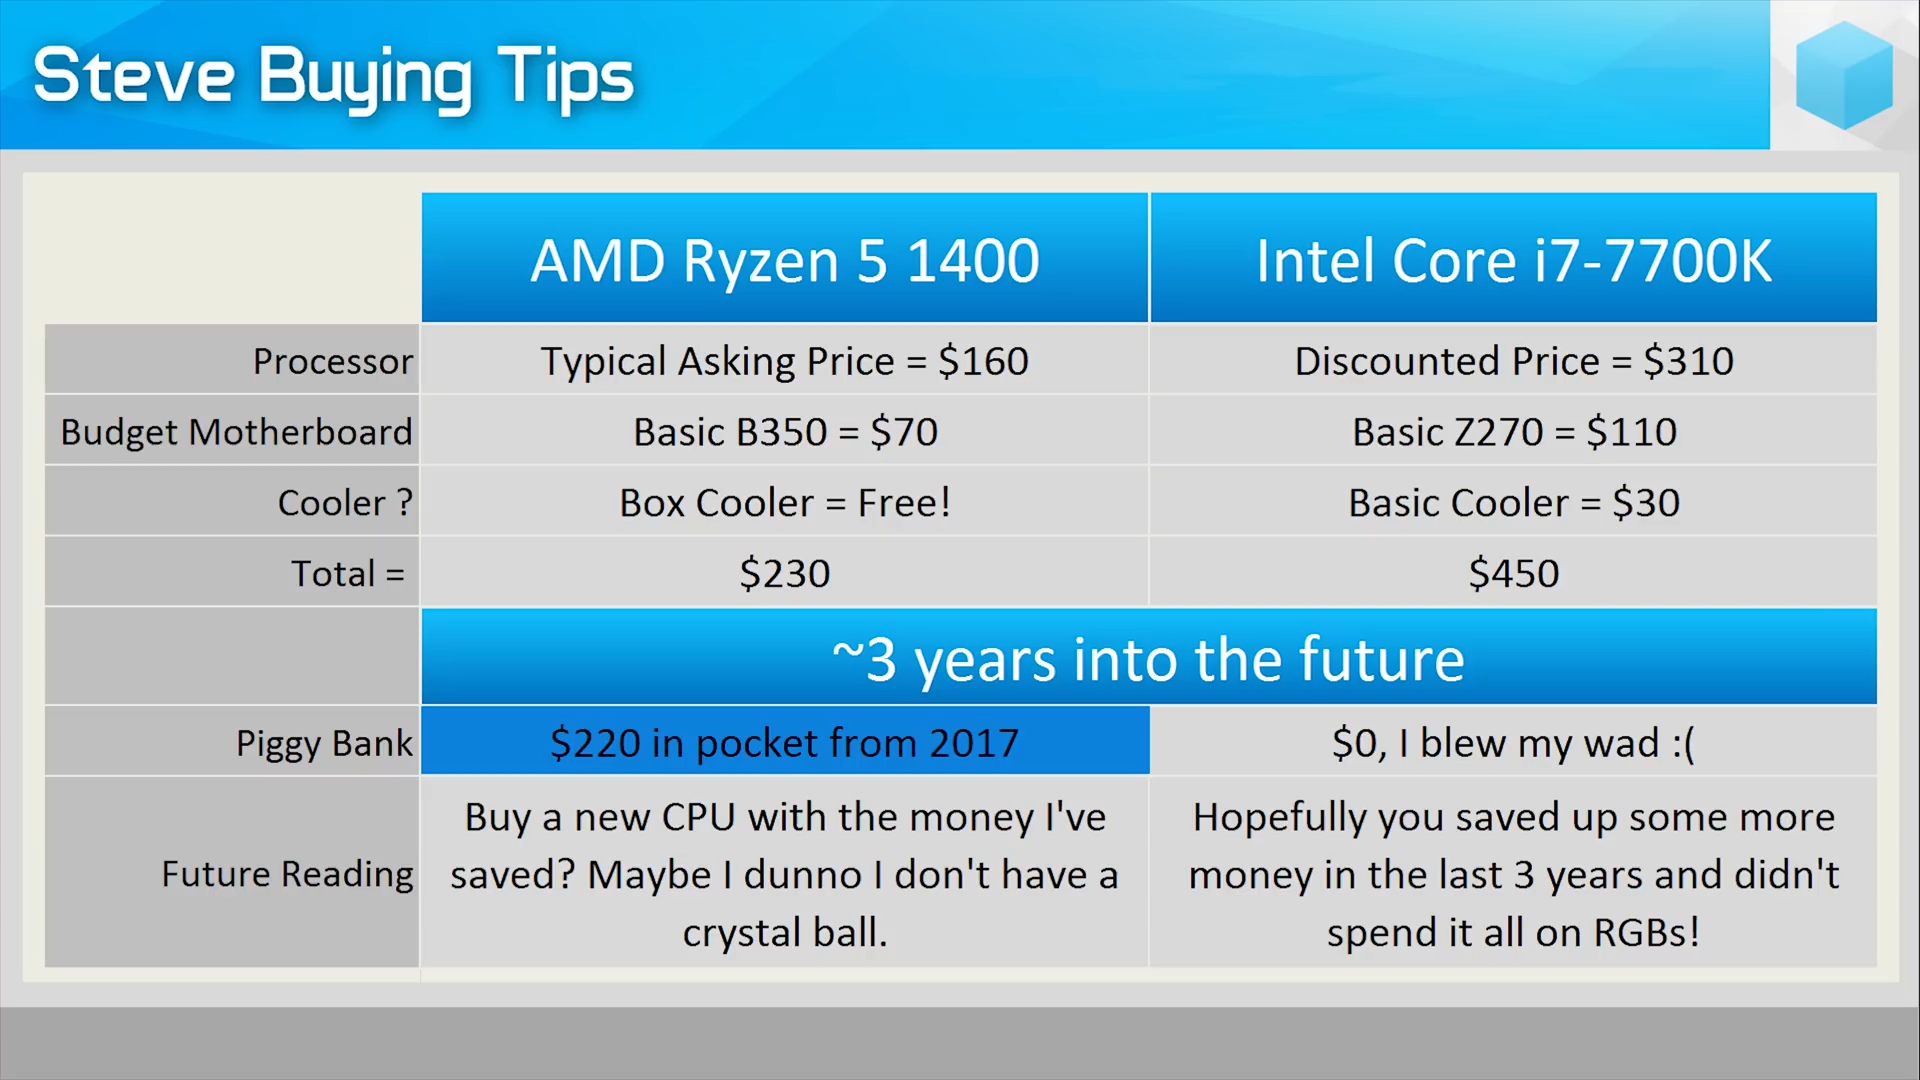 Steve Buying Tips
AMD Ryzen 5 1400
Intel Core i7-7700K
Processor
Typical Asking Price = $160
Discounted Price = $310
Budget Motherboard
Basic B350 = $70
Basic Z270 = $110
Cooler ?
Box Cooler = Free!
Basic Cooler = $30
Total =
$230
$450
~3 years into the future
Piggy Bank
$220 in pocket from 2017
$0, I blew my wad :(
Future Reading
Buy a new CPU with the money I've
saved? Maybe I dunno I don't have a
crystal ball.
Hopefully you saved up some more
money in the last 3 years and didn't
spend it all on RGBs!